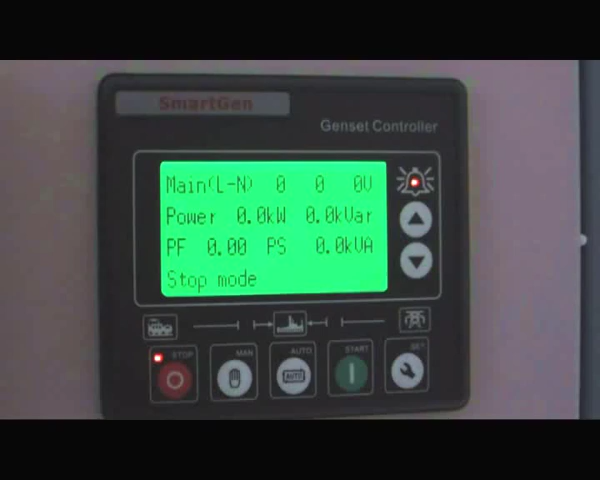 SmartGen
Genset Controller
Main(L-N) 0 0 0V
Power 0.0kW 0.0kVar
PF 0.00 PS 0.0kVA
Stop mode
STOP MAN AUTO START SET
AUTO